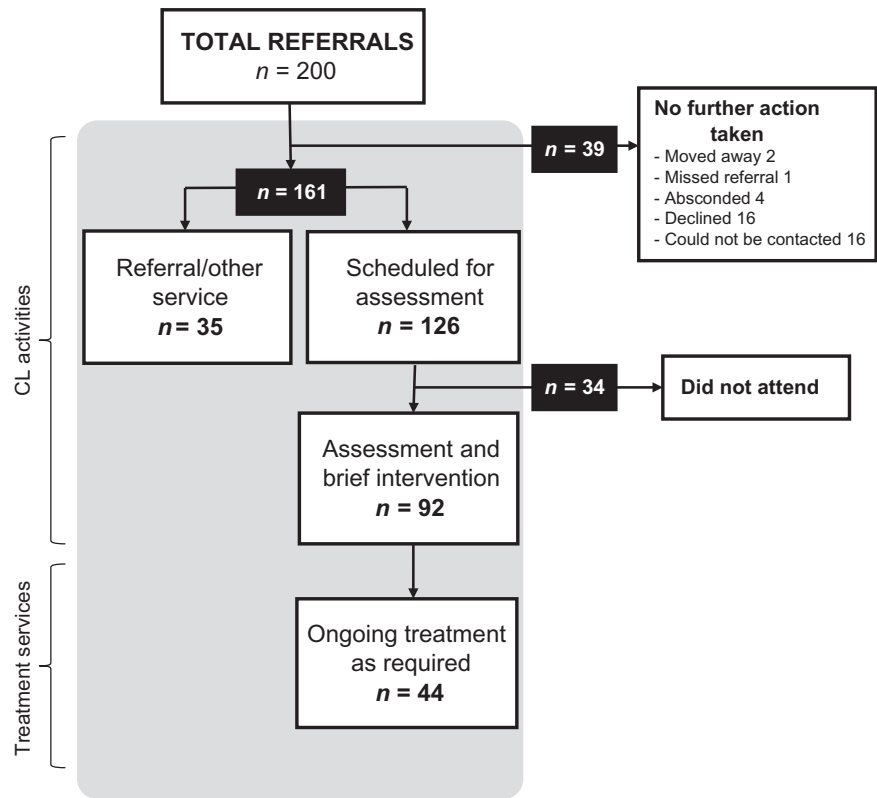 TOTAL REFERRALS
n = 200
No further action
taken
- Moved away 2
- Missed referral 1
- Absconded 4
- Declined 16
- Could not be contacted 16
n = 39
n = 161
Referral/other
service
n = 35
Scheduled for
assessment
n = 126
CL activities
n = 34
Did not attend
Assessment and
brief intervention
n = 92
Treatment services
Ongoing treatment
as required
n = 44